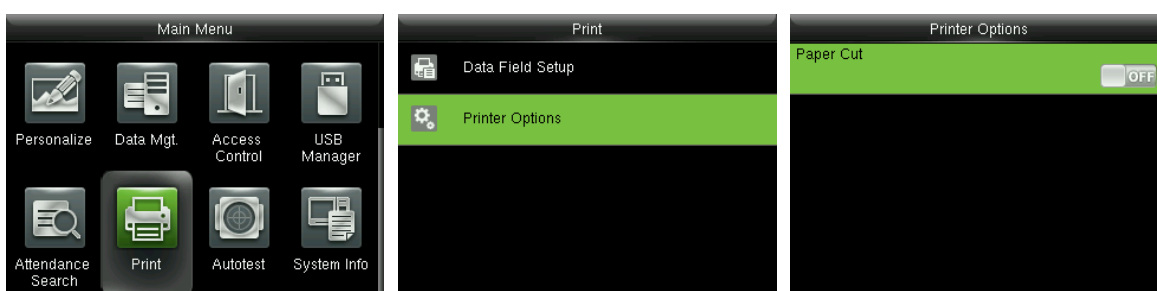 Main Menu
Personalize
Data Mgt.
Access
Control
USB
Manager
Attendance
Search
Print
Autotest
System Info
Print
Data Field Setup
Printer Options
Printer Options
Paper Cut
OFF